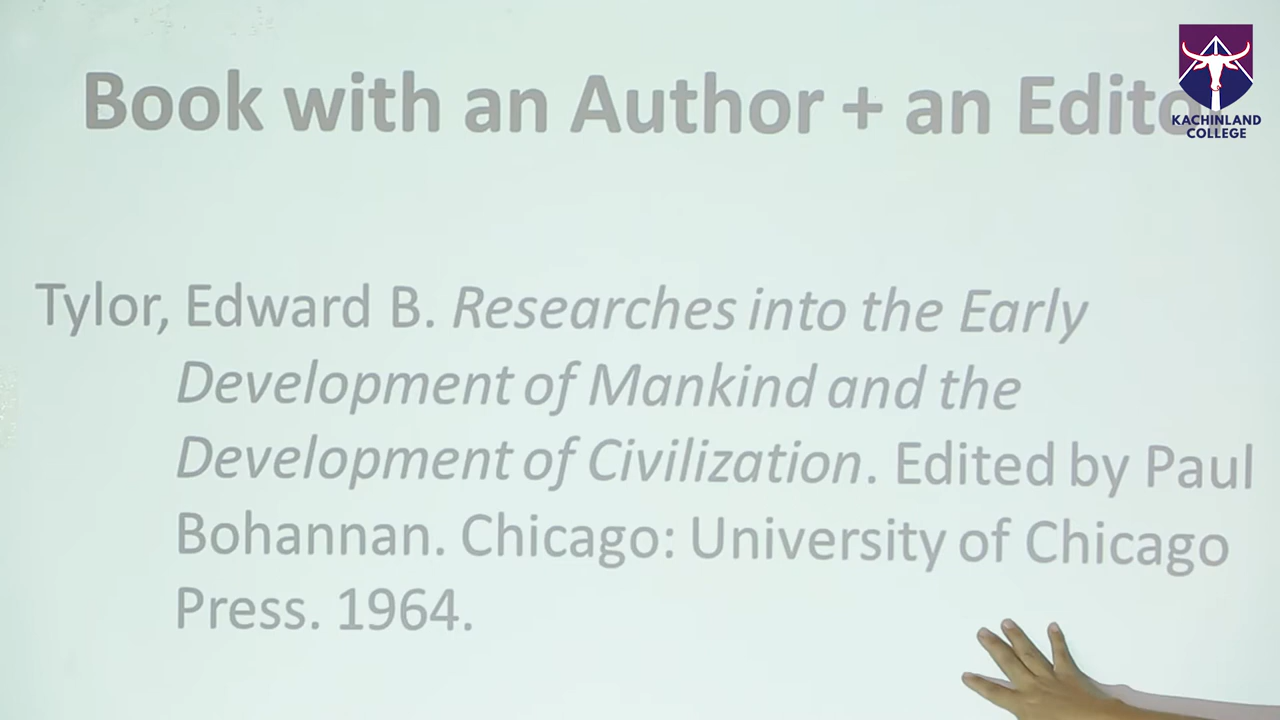 Book with an Author + an Editor
KACHINLAND
COLLEGE
Tylor, Edward B. Researches into the Early
Development of Mankind and the
Development of Civilization. Edited by Paul
Bohannan. Chicago: University of Chicago
Press. 1964.